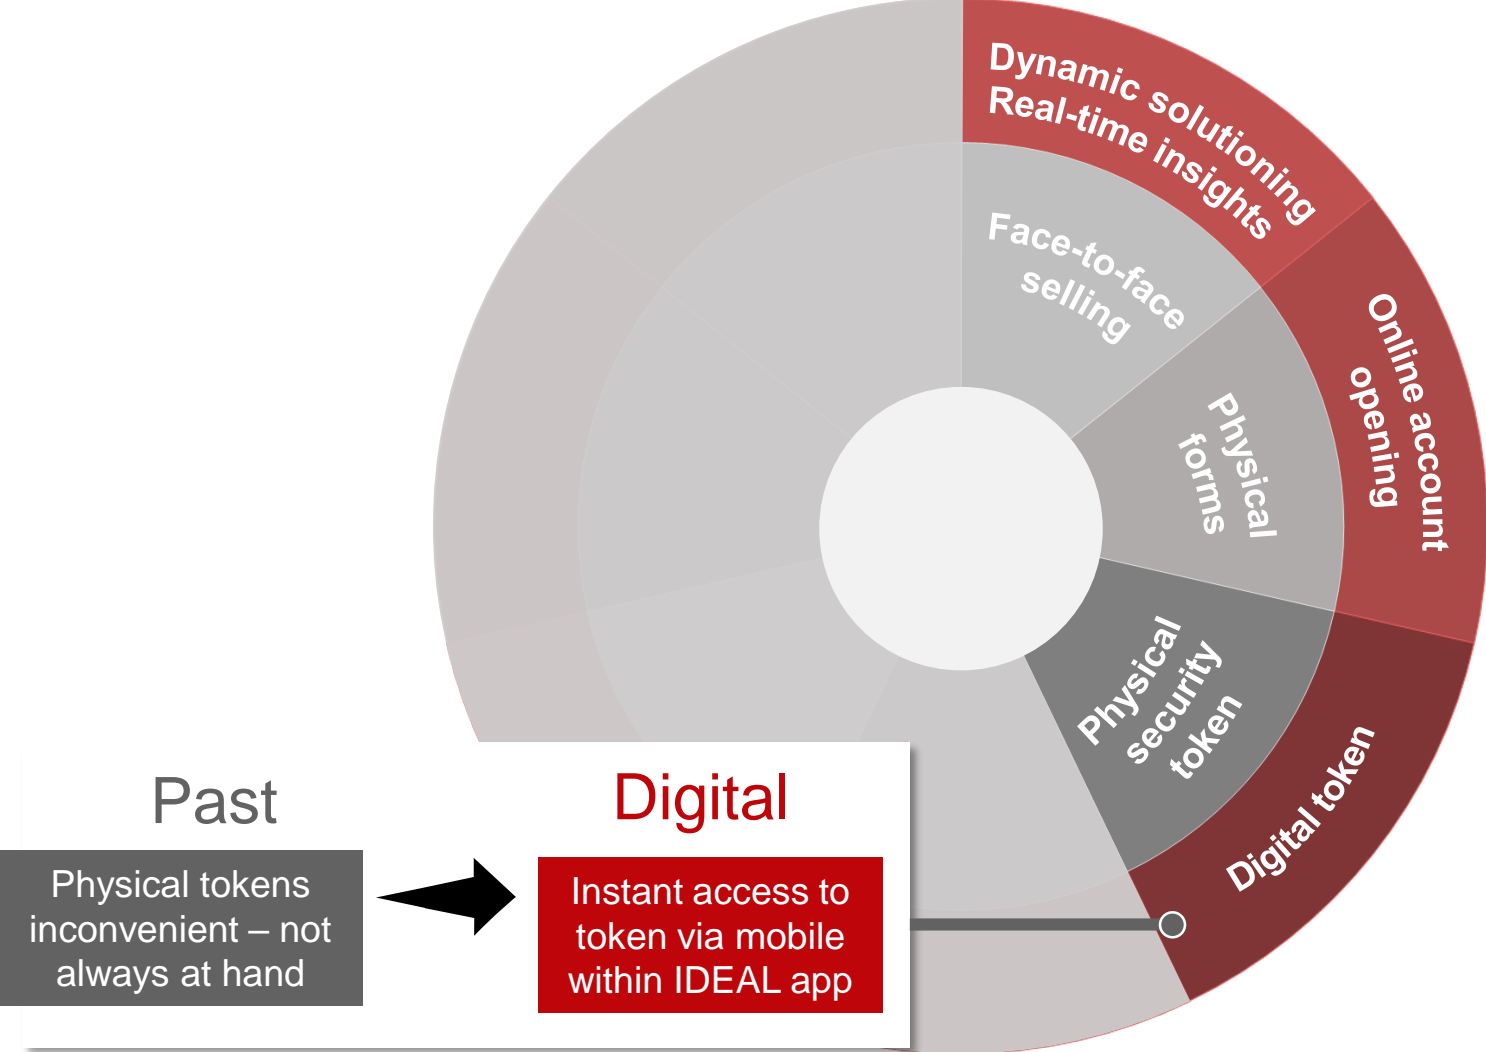 Dynamic solutioning
Real-time insights
Face-to-face
selling
Online account
opening
Physical
forms
Physical
security
token
Digital token
Past
Physical tokens
inconvenient – not
always at hand
Digital
Instant access to
token via mobile
within IDEAL app